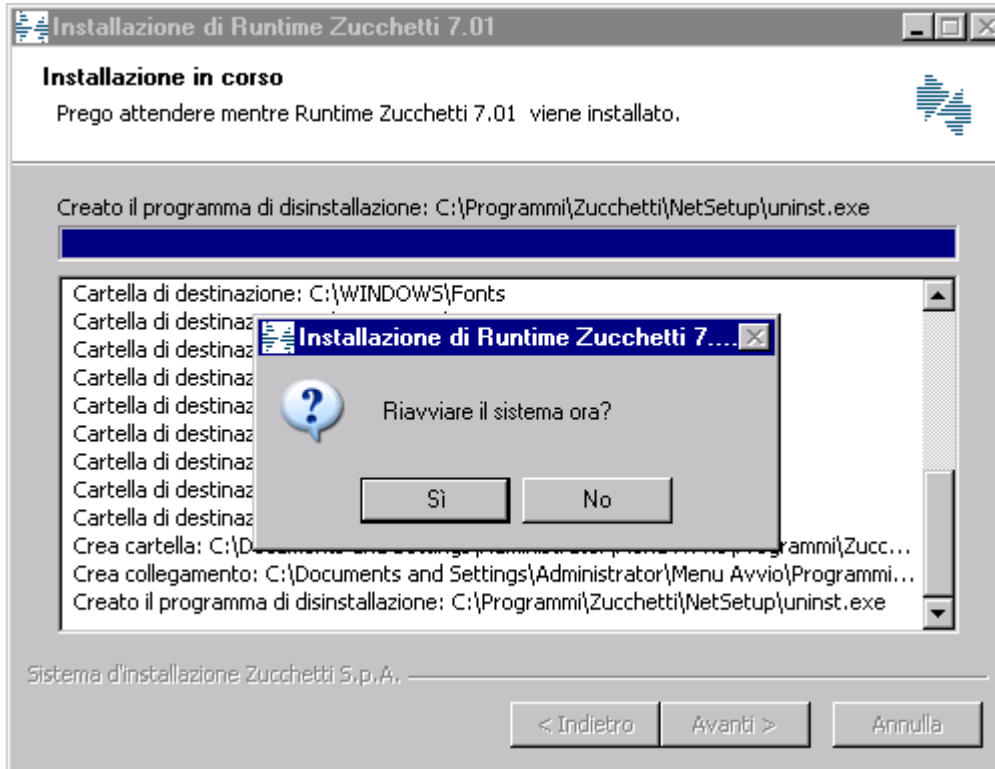 Installazione di Runtime Zucchetti 7.01
Installazione in corso
Prego attendere mentre Runtime Zucchetti 7.01 viene installato.
Creato il programma di disinstallazione: C:\Programmi\Zucchetti\NetSetup\uninst.exe
Cartella di destinazione: C:\WINDOWS\Fonts
Cartella di destinaz
Cartella di destinaz
Cartella di destinaz
Cartella di destinaz
Cartella di destinaz
Cartella di destinaz
Cartella di destinaz
Cartella di destinaz
Crea cartella: C:\D
rammi\Zucc...
Crea collegamento: C:\Documents and Settings\Administrator\Menu Avvio\Programmi...
Creato il programma di disinstallazione: C:\Programmi\Zucchetti\NetSetup\uninst.exe
Installazione di Runtime Zucchetti 7....
Riavviare il sistema ora?
Sì
No
Sistema d'installazione Zucchetti S.p.A.
< Indietro
Avanti >
Annulla